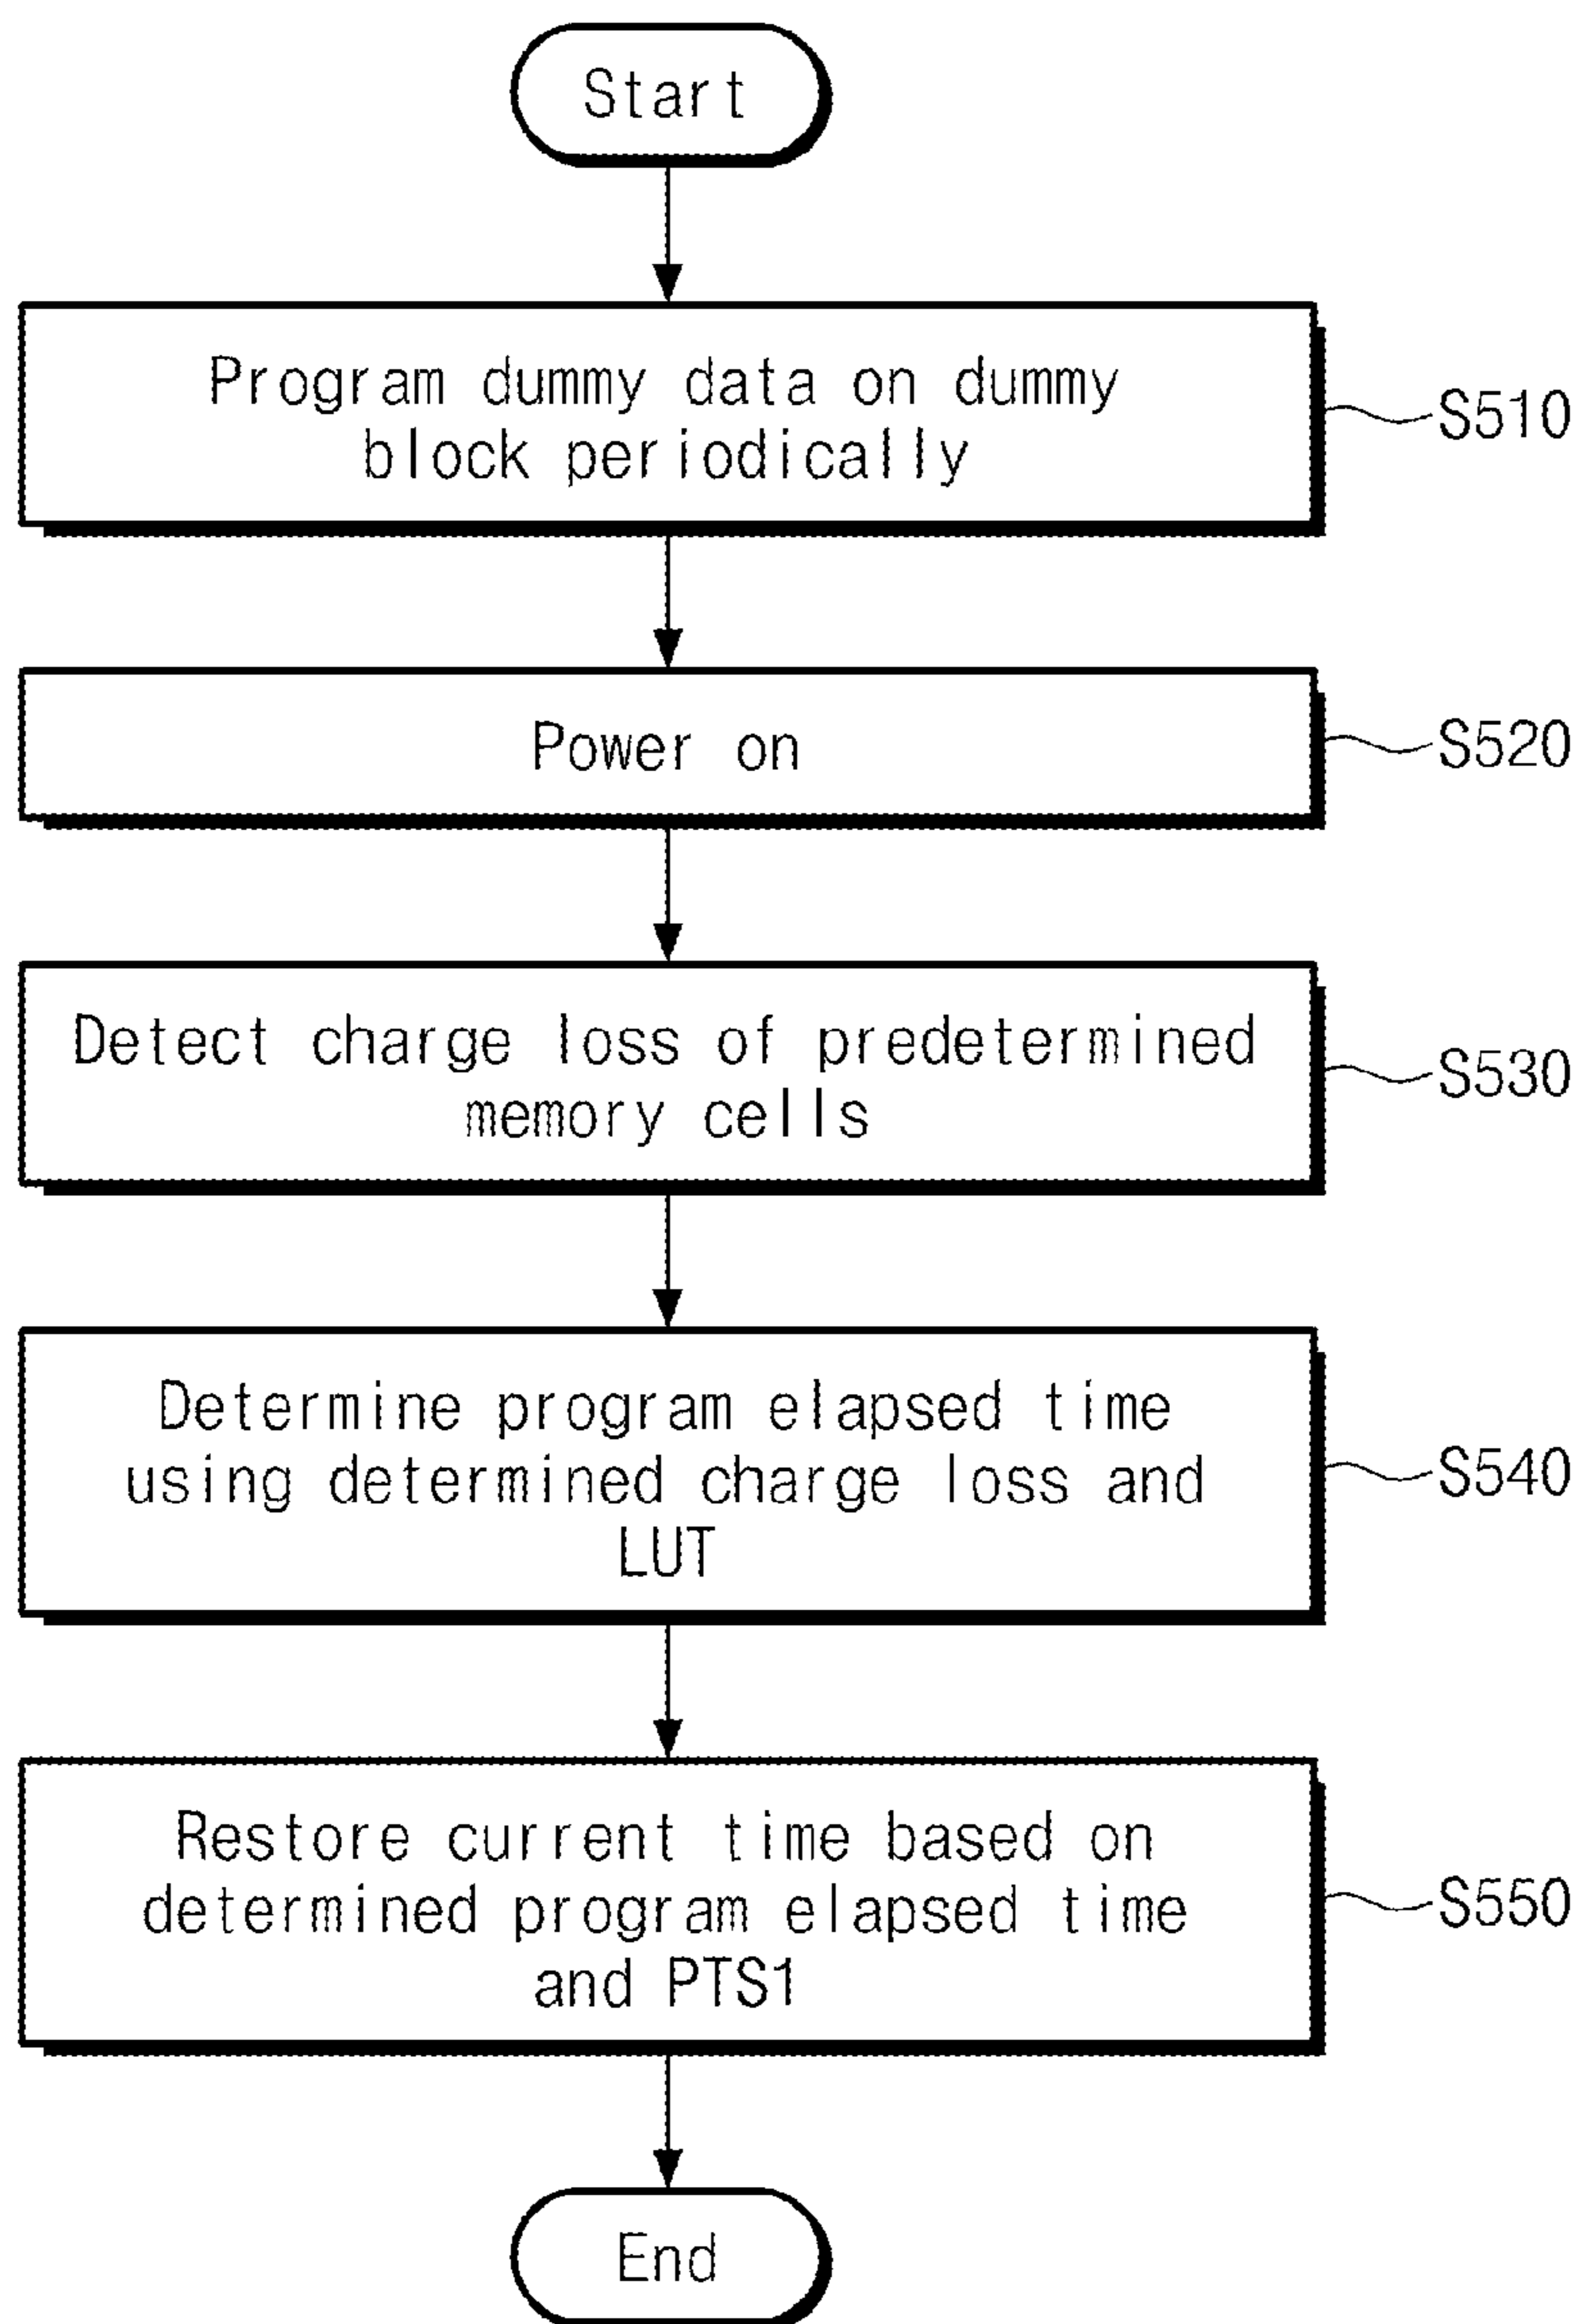 Start
Program dummy data on dummy
block periodically
S510
Power on
S520
Detect charge loss of predetermined
memory cells
S530
Determine program elapsed time
using determined charge loss and
LUT
S540
Restore current time based on
determined program elapsed time
and PTS1
S550
End